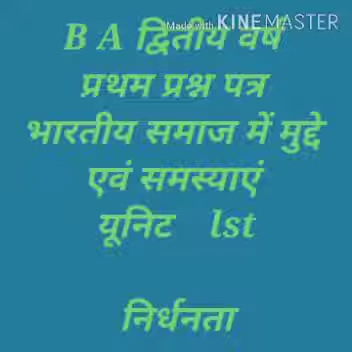 Made with KINEMASTER
B A द्वितीय वर्ष
प्रथम प्रश्न पत्र
भारतीय समाज में मुद्दे
एवं समस्याएं
यूनिट lst
निर्धनता